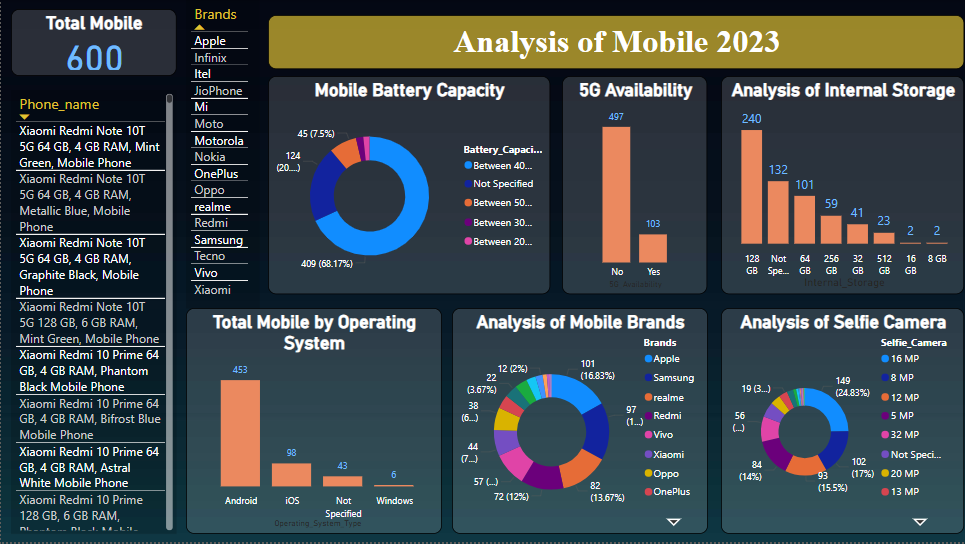 Total Mobile
600
Phone_name
Xiaomi Redmi Note 10T
5G 64 GB, 4 GB RAM, Mint
Green, Mobile Phone
Xiaomi Redmi Note 10T
5G 64 GB, 4 GB RAM,
Metallic Blue, Mobile
Phone
Xiaomi Redmi Note 10T
5G 64 GB, 4 GB RAM,
Graphite Black, Mobile
Phone
Xiaomi Redmi Note 10T
5G 128 GB, 6 GB RAM,
Mint Green, Mobile Phone
Xiaomi Redmi 10 Prime 64
GB, 4 GB RAM, Phantom
Black Mobile Phone
Xiaomi Redmi 10 Prime 64
GB, 4 GB RAM, Bifrost Blue
Mobile Phone
Xiaomi Redmi 10 Prime 64
GB, 4 GB RAM, Astral
White Mobile Phone
Xiaomi Redmi 10 Prime
128 GB, 6 GB RAM,
Phantom Black Mobile
Brands
Apple
Infinix
Itel
JioPhone
Mi
Moto
Motorola
Nokia
OnePlus
Oppo
realme
Redmi
Samsung
Tecno
Vivo
Xiaomi
Analysis of Mobile 2023
Mobile Battery Capacity
45 (7.5%)
124
(20....)
409 (68.17%)
Battery_Capaci...
Between 40...
Not Specified
Between 50...
Between 30...
Between 20...
5G Availability
497
103
No Yes
5G_Availability
Analysis of Internal Storage
240
132
101
59
41
23
2
2
128 GB
Not Spe...
64 GB
256 GB
32 GB
512 GB
16 GB
8 GB
Internal_Storage
Total Mobile by Operating
System
453
98
43
6
Android
iOS
Not Specified
Windows
Operating_System_Type
Analysis of Mobile Brands
12 (2%)
22
(3.67%)
38
(6...)
44
(7...)
57 (...)
72 (12%)
101
(16.83%)
97
(1...)
82
(13.67%)
Brands
Apple
Samsung
realme
Redmi
Vivo
Xiaomi
Oppo
OnePlus
Analysis of Selfie Camera
19 (3...)
56
(...)
84
(14%)
93
(15.5%)
149
(24.83%)
102
(17%)
Selfie_Camera
16 MP
8 MP
12 MP
5 MP
32 MP
Not Speci...
20 MP
13 MP